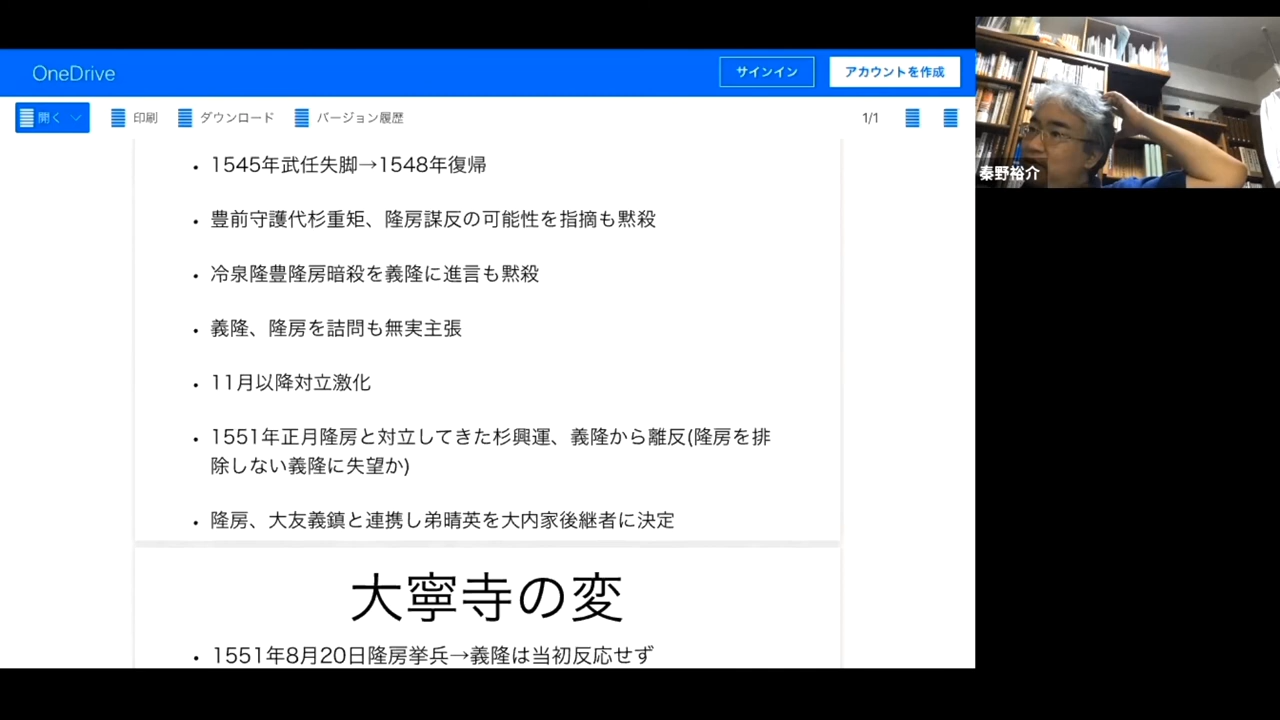 OneDrive
サインイン
アカウントを作成
開く
印刷
ダウンロード
バージョン履歴
1/1
秦野裕介
• 1545年武任失脚→1548年復帰
• 豊前守護代杉重矩、隆房謀反の可能性を指摘も黙殺
• 冷泉隆豊隆房暗殺を義隆に進言も黙殺
• 義隆、隆房を詰問も無実主張
• 11月以降対立激化
• 1551年正月隆房と対立してきた杉興運、義隆から離反(隆房を排
除しない義隆に失望か)
• 隆房、大友義鎮と連携し弟晴英を大内家後継者に決定
大寧寺の変
• 1551年8月20日隆房挙兵→義隆は当初反応せず